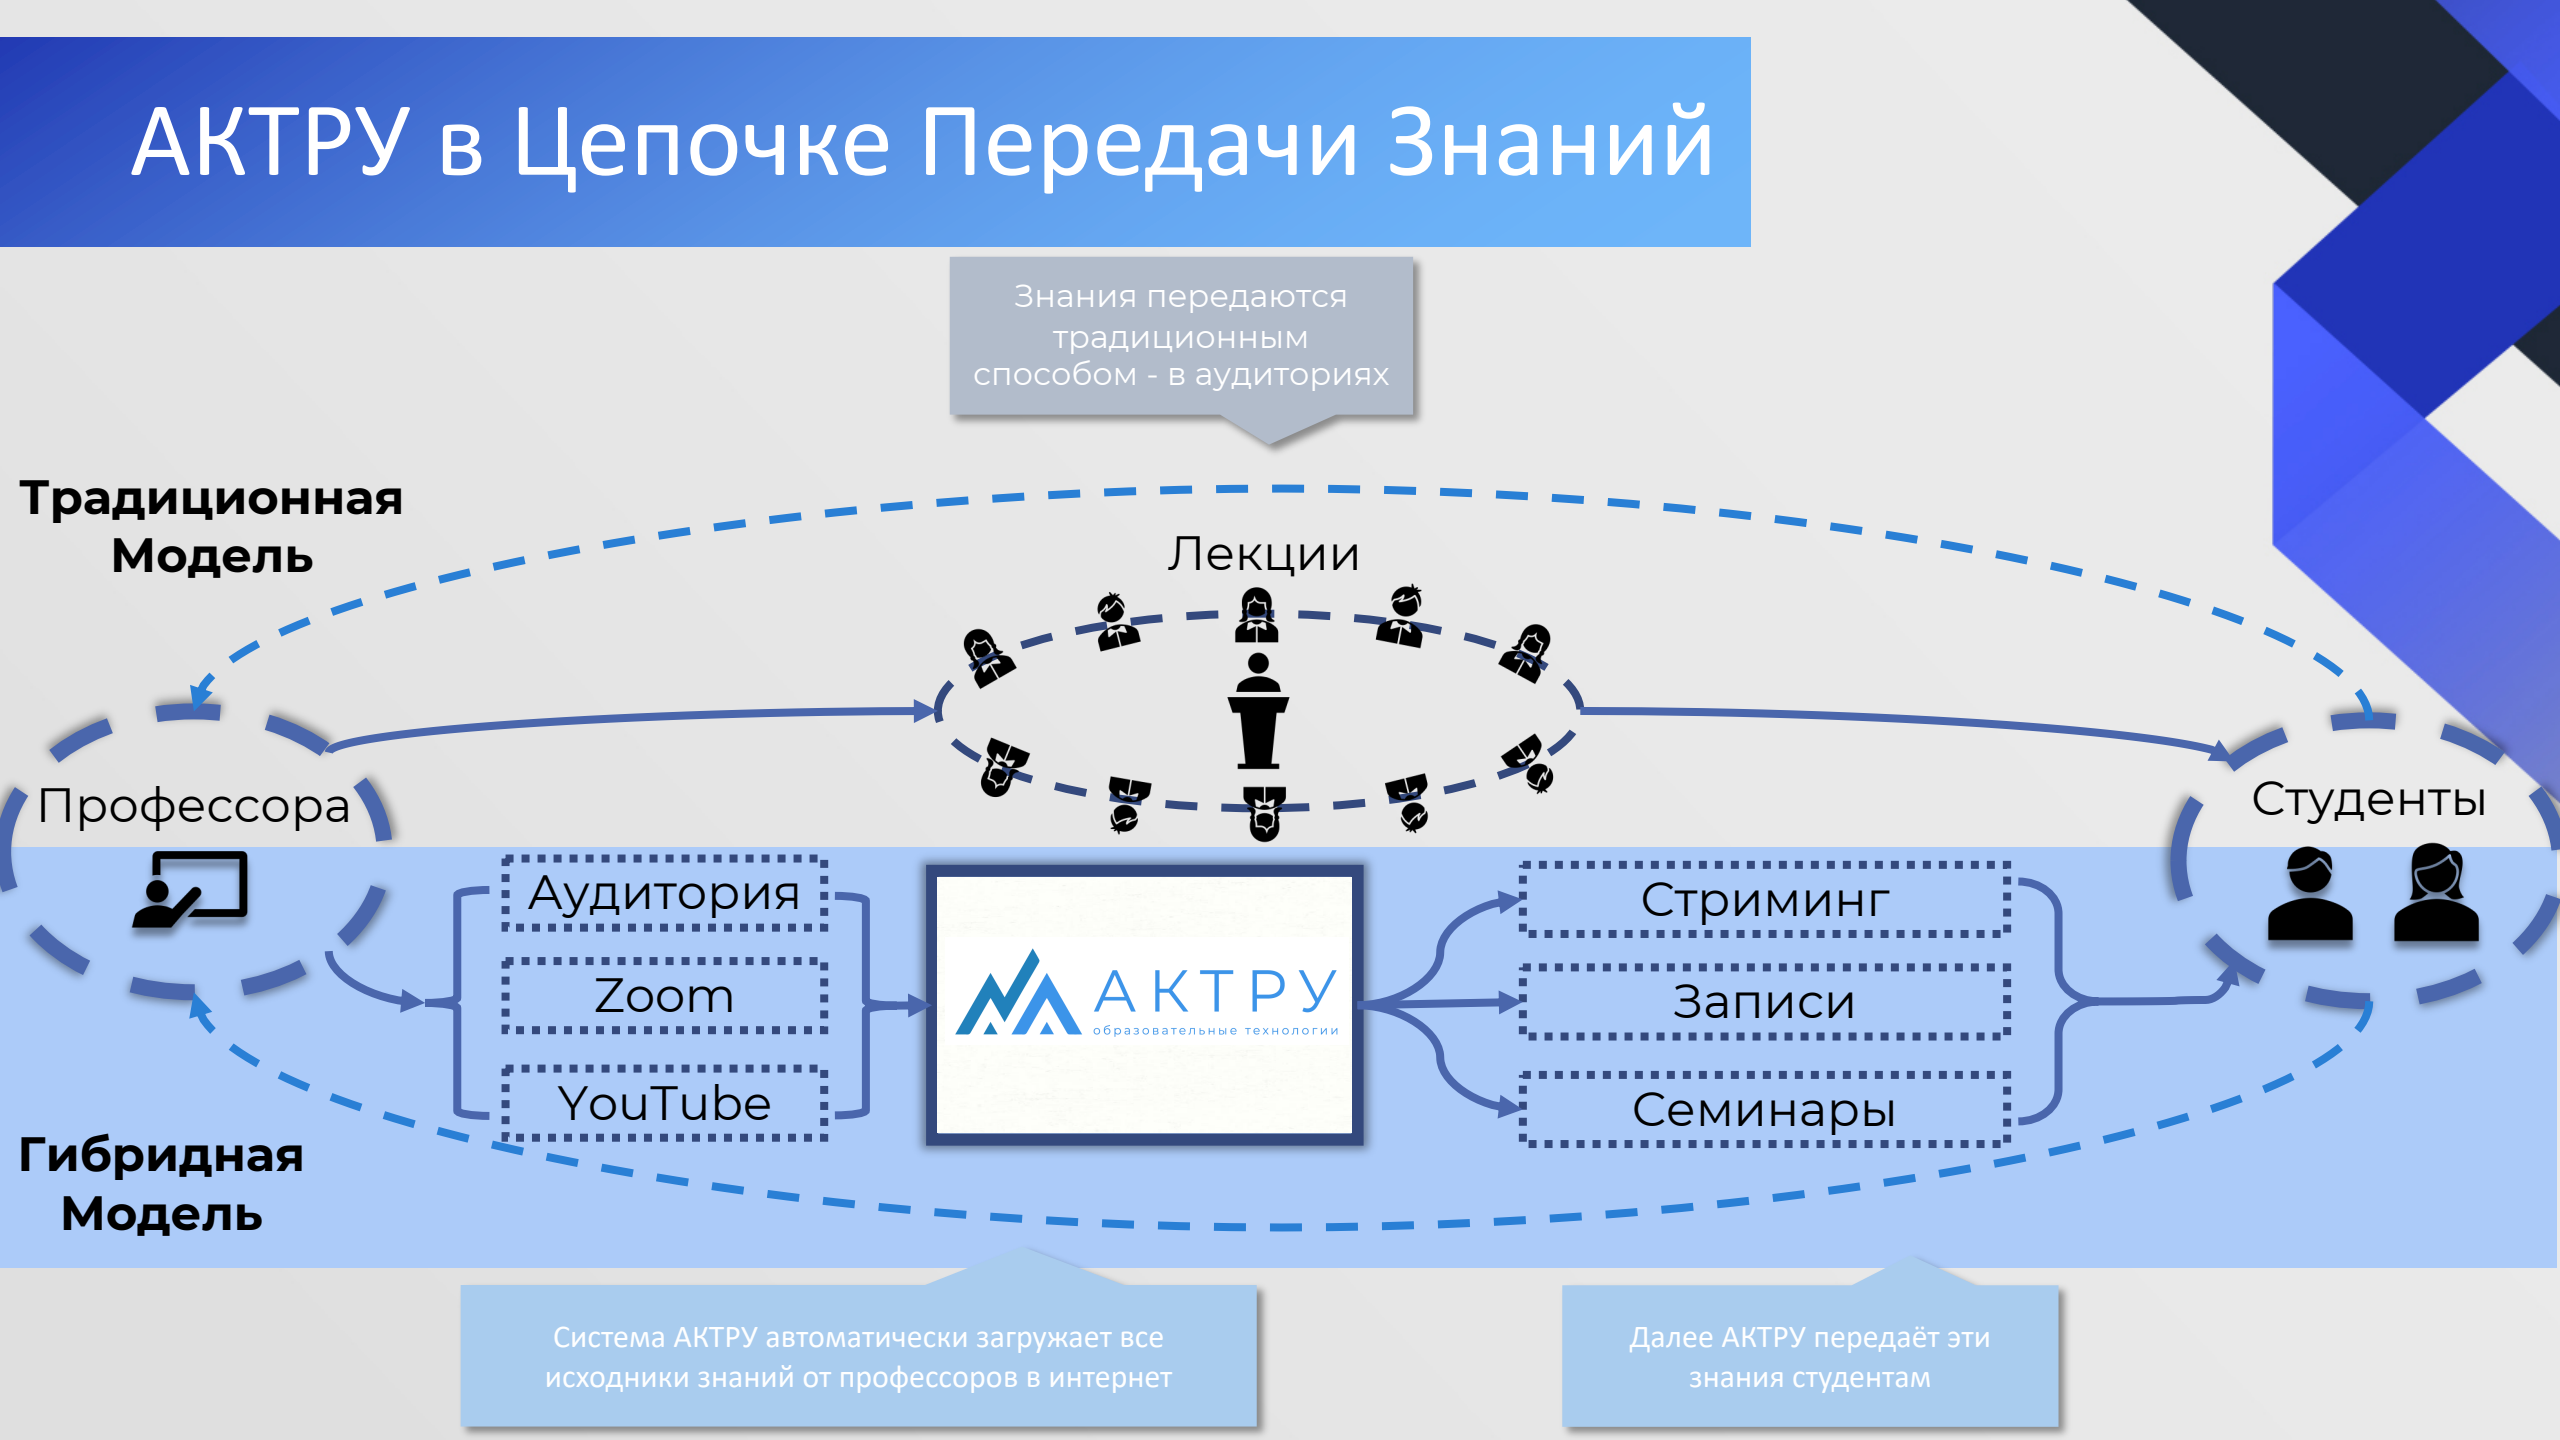 АКТРУ в Цепочке Передачи Знаний
Знания передаются
традиционным
способом - в аудиториях
Традиционная
Модель
Лекции
Профессора
Студенты
Аудитория
Zoom
YouTube
АКТРУ
образовательные технологии
Стриминг
Записи
Семинары
Гибридная
Модель
Система АКТРУ автоматически загружает все
исходники знаний от профессоров в интернет
Далее АКТРУ передаёт эти
знания студентам